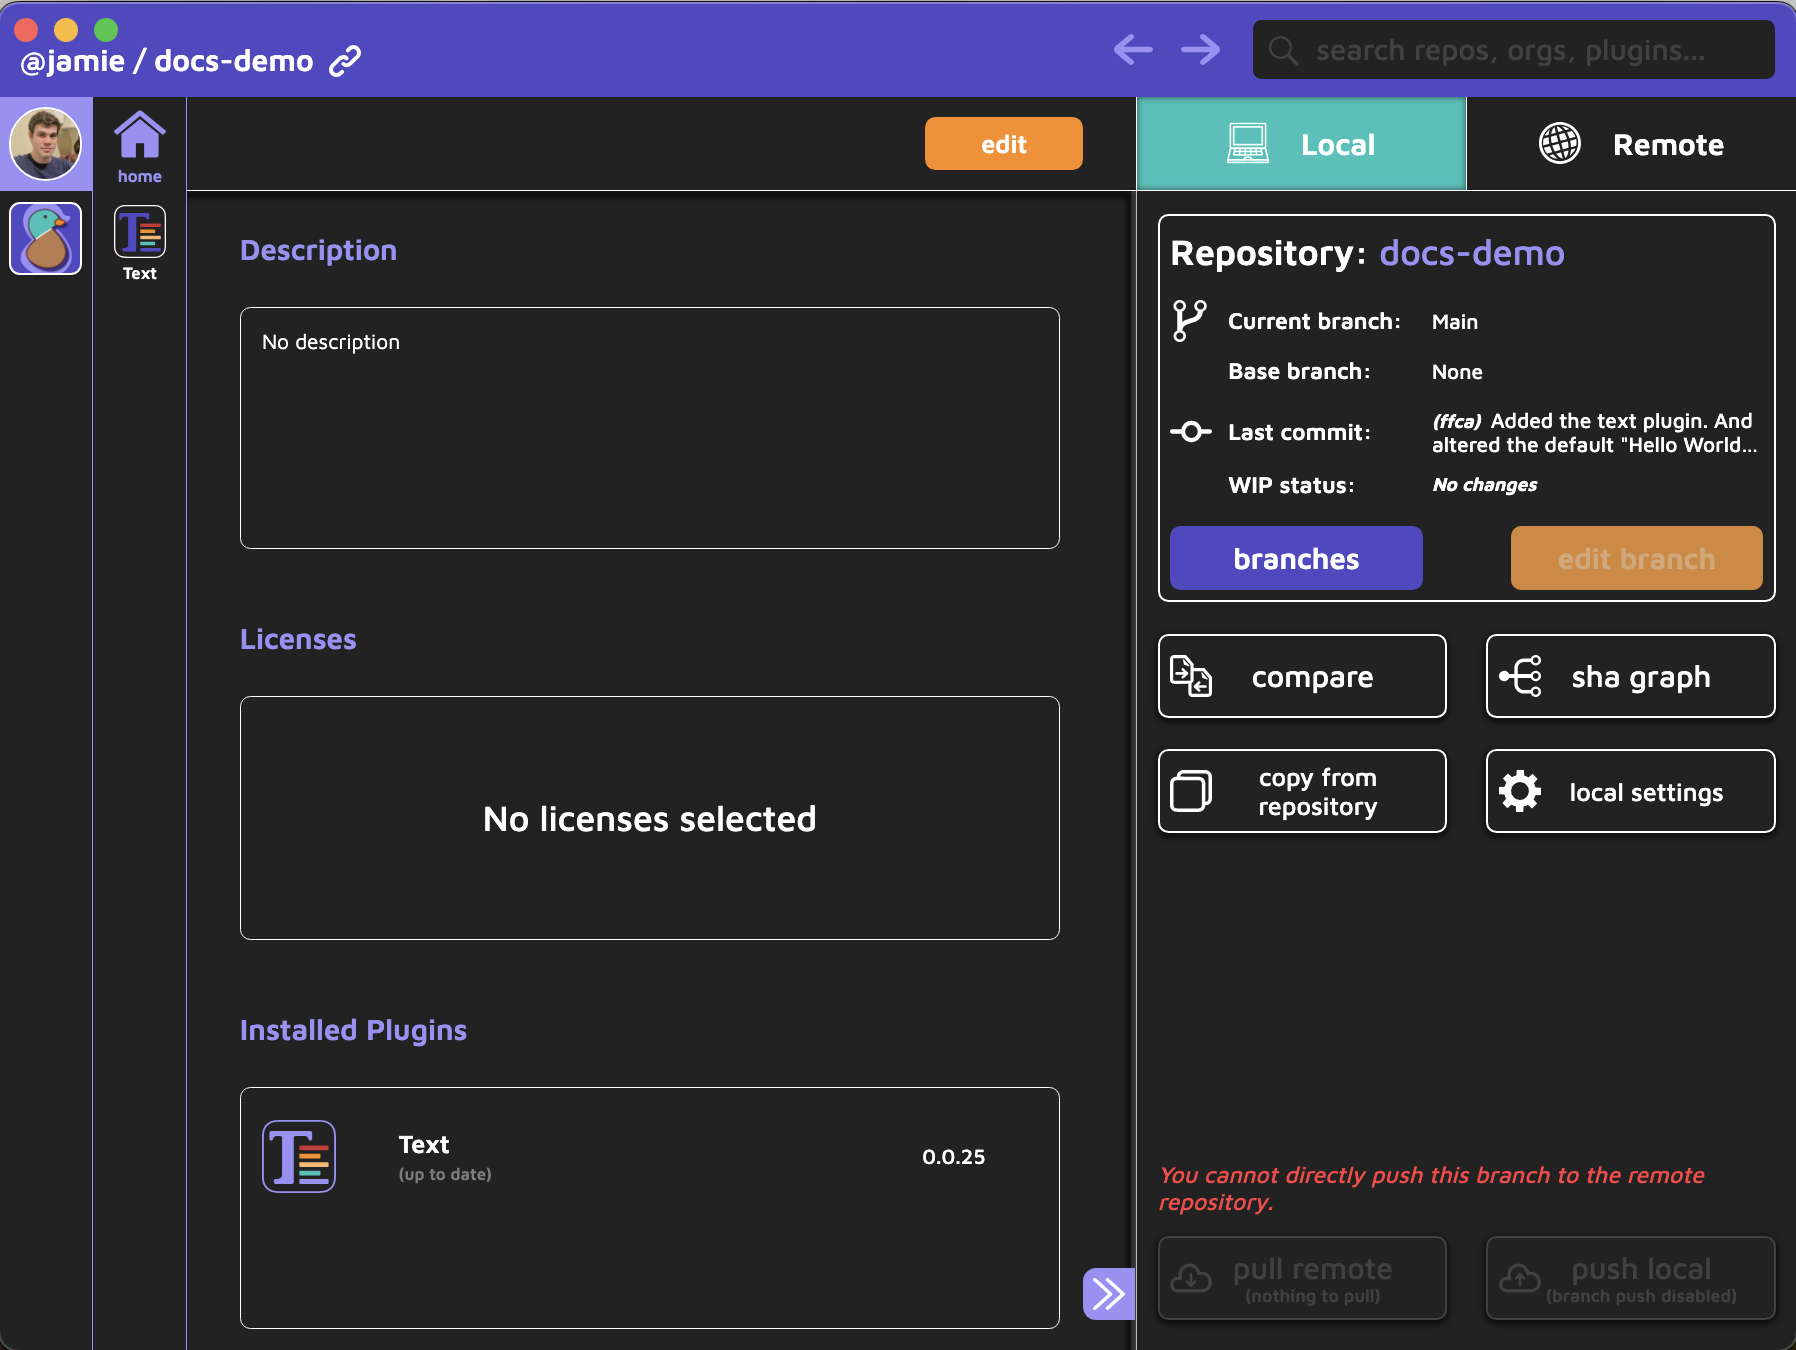 @jamie / docs-demo
search repos, orgs, plugins...
home
Text
edit
Local
Remote
Description
No description
Licenses
No licenses selected
Installed Plugins
Text
(up to date)
0.0.25
Repository: docs-demo
Current branch: Main
Base branch: None
Last commit: (ffca) Added the text plugin. And
altered the default "Hello World...
WIP status: No changes
branches
edit branch
compare
sha graph
copy from
repository
local settings
You cannot directly push this branch to the remote
repository.
pull remote
(nothing to pull)
push local
(branch push disabled)